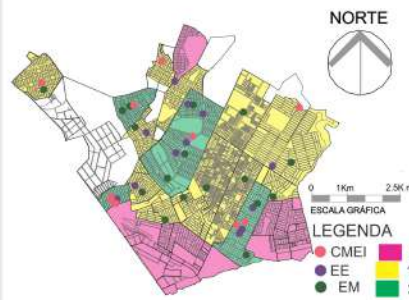 NORTE
0 1Km 2.5K
ESCALA GRÁFICA
LEGENDA
CMEI
EE
EM